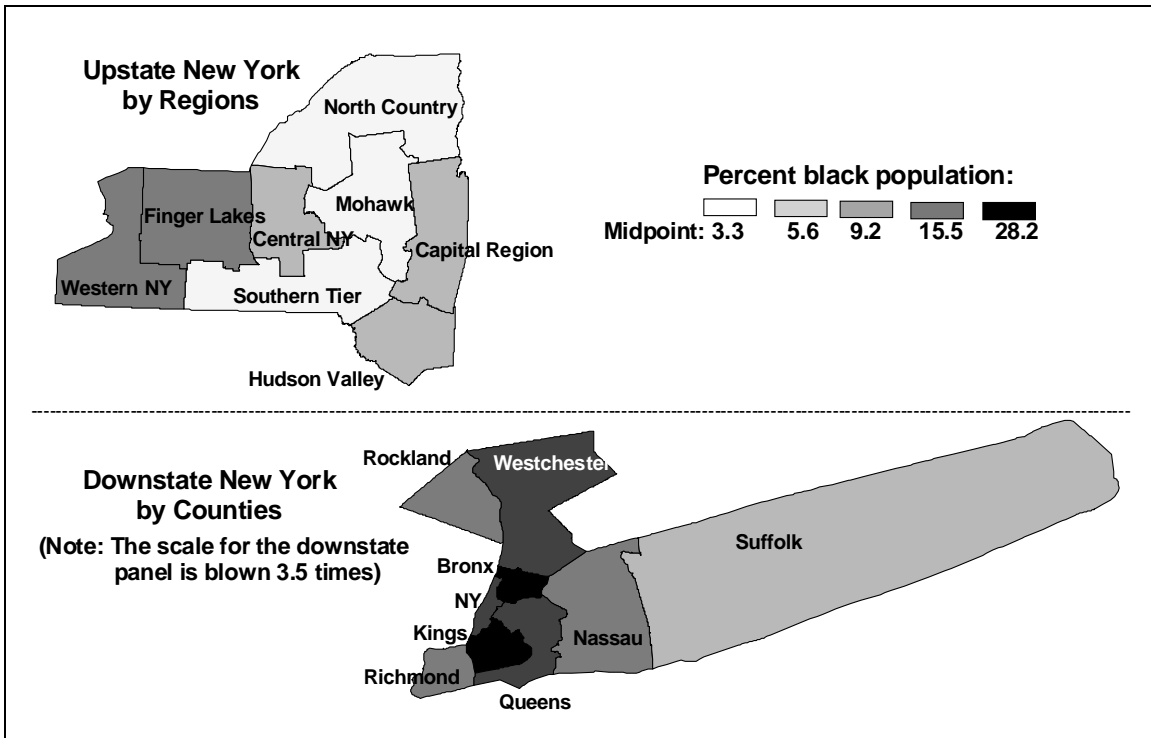 Upstate New York
by Regions
North Country
Finger Lakes
Mohawk
Central NY
Capital Region
Western NY
Southern Tier
Hudson Valley
Percent black population:
Midpoint: 3.3 5.6 9.2 15.5 28.2
Downstate New York
by Counties
(Note: The scale for the downstate
panel is blown 3.5 times)
Rockland
Westchester
Suffolk
Bronx
NY
Kings
Nassau
Richmond
Queens